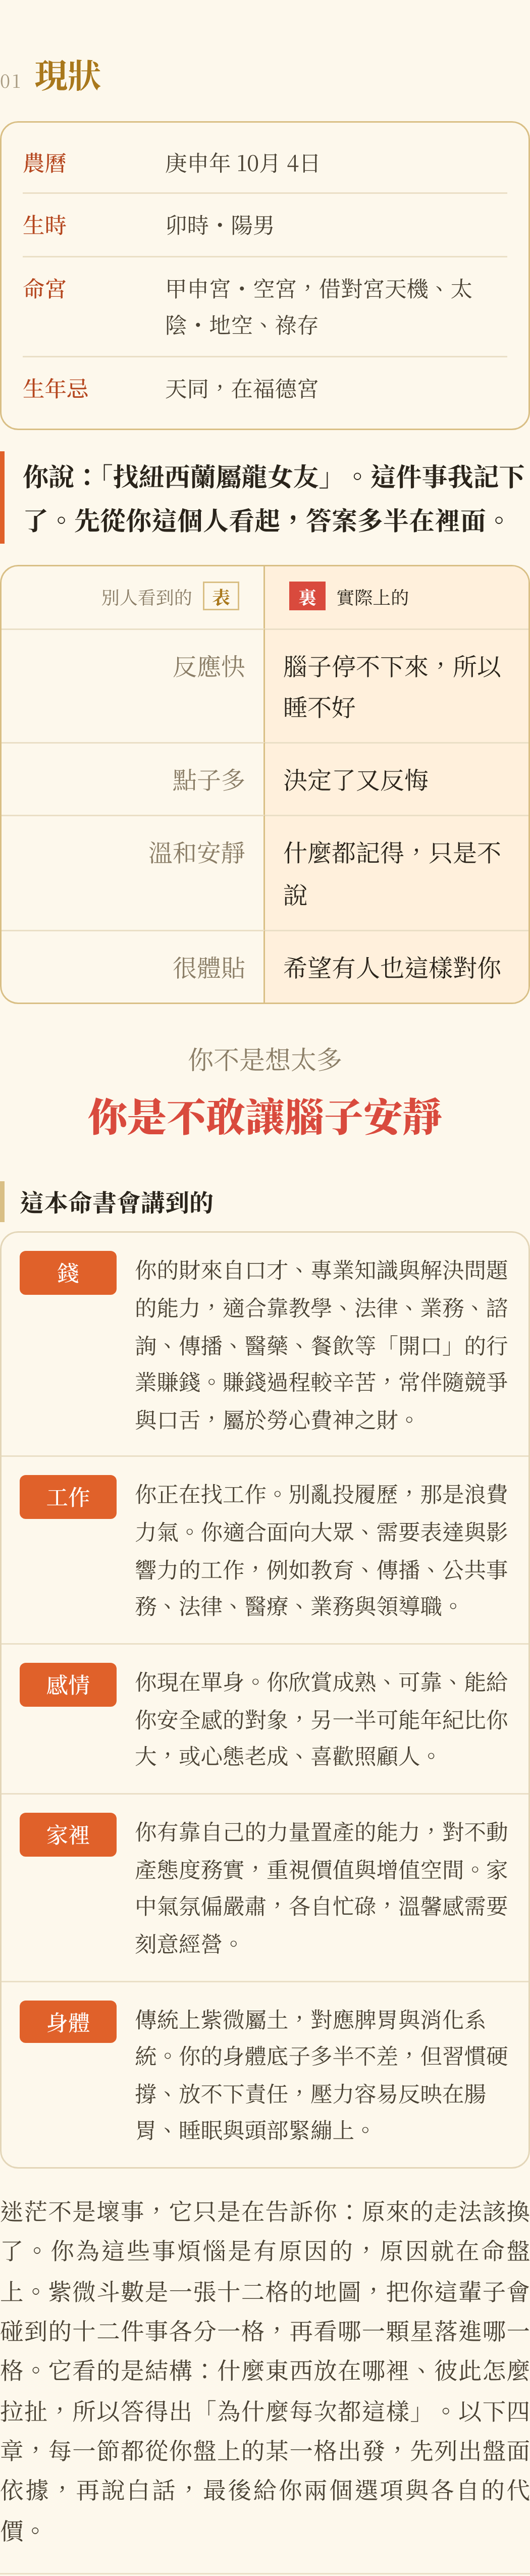 01 現狀
農曆 庚申年 10月 4日
生時 卯時・陽男
命宮 甲申宮・空宮，借對宮天機、太
陰・地空、祿存
生年忌 天同，在福德宮
你說：「找紐西蘭屬龍女友」。這件事我記下
了。先從你這個人看起，答案多半在裡面。
別人看到的 表 裏 實際上的
反應快 腦子停不下來，所以
睡不好
點子多 決定了又反悔
溫和安靜 什麼都記得，只是不
說
很體貼 希望有人也這樣對你
你不是想太多
你是不敢讓腦子安靜
這本命書會講到的
錢 你的財來自口才、專業知識與解決問題
的能力，適合靠教學、法律、業務、諮
詢、傳播、醫藥、餐飲等「開口」的行
業賺錢。賺錢過程較辛苦，常伴隨競爭
與口舌，屬於勞心費神之財。
工作 你正在找工作。別亂投履歷，那是浪費
力氣。你適合面向大眾、需要表達與影
響力的工作，例如教育、傳播、公共事
務、法律、醫療、業務與領導職。
感情 你現在單身。你欣賞成熟、可靠、能給
你安全感的對象，另一半可能年紀比你
大，或心態老成、喜歡照顧人。
家裡 你有靠自己的力量置產的能力，對不動
產態度務實，重視價值與增值空間。家
中氣氛偏嚴肅，各自忙碌，溫馨感需要
刻意經營。
身體 傳統上紫微屬土，對應脾胃與消化系
統。你的身體底子多半不差，但習慣硬
撐、放不下責任，壓力容易反映在腸
胃、睡眠與頭部緊繃上。
迷茫不是壞事，它只是在告訴你：原來的走法該換
了。你為這些事煩惱是有原因的，原因就在命盤
上。紫微斗數是一張十二格的地圖，把你這輩子會
碰到的十二件事各分一格，再看哪一顆星落進哪一
格。它看的是結構：什麼東西放在哪裡、彼此怎麼
拉扯，所以答得出「為什麼每次都這樣」。以下四
章，每一節都從你盤上的某一格出發，先列出盤面
依據，再說白話，最後給你兩個選項與各自的代
價。